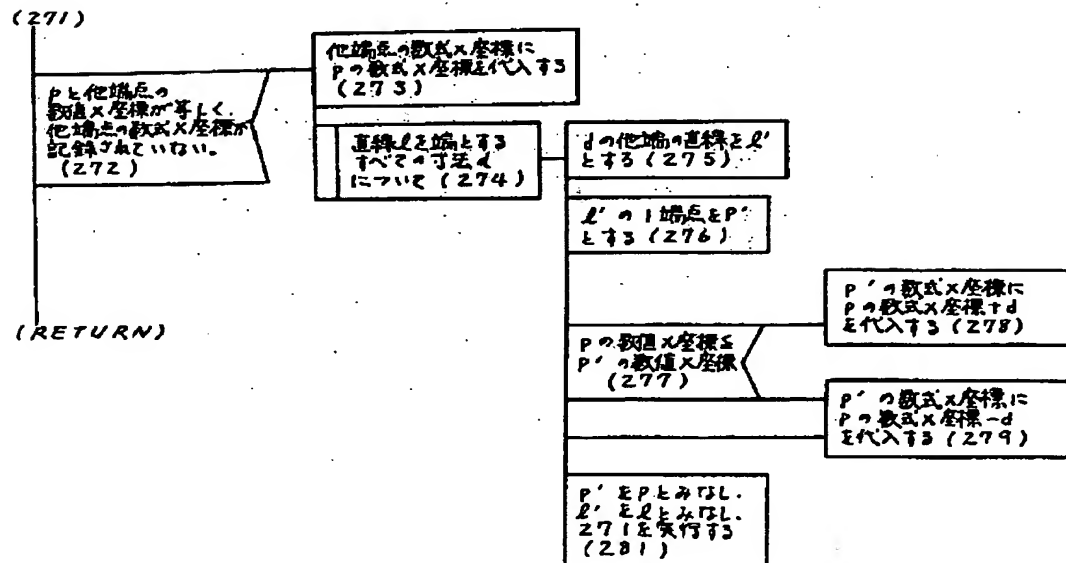 (271)
pと他端点の
数値x座標が等しく、
他端点の数式x座標が
記録されていない。
(272)
他端点の数式x座標に
pの数式x座標を代入する
(273)
直線ℓを端とする
すべての寸法d
について(274)
dの他端の直線をℓ'
とする(275)
ℓ'の1端点をP'
とする(276)
pの数値x座標≤
p'の数値x座標
(277)
p'の数式x座標に
pの数式x座標+d
を代入する(278)
p'の数式x座標に
pの数式x座標-d
を代入する(279)
p'をpとみなし、
ℓ'をℓとみなし、
271を実行する
(281)
(RETURN)